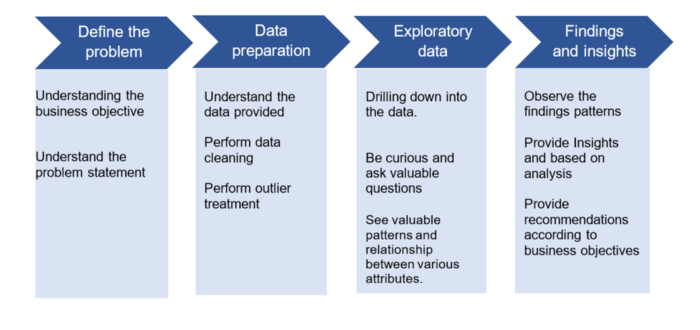 Define the
problem
Understanding the
business objective
Understand the
problem statement
Data
preparation
Understand the
data provided
Perform data
cleaning
Perform outlier
treatment
Exploratory
data
Drilling down into
the data.
Be curious and
ask valuable
questions
See valuable
patterns and
relationship
between various
attributes.
Findings
and insights
Observe the
findings patterns
Provide Insights
and based on
analysis
Provide
recommendations
according to
business objectives